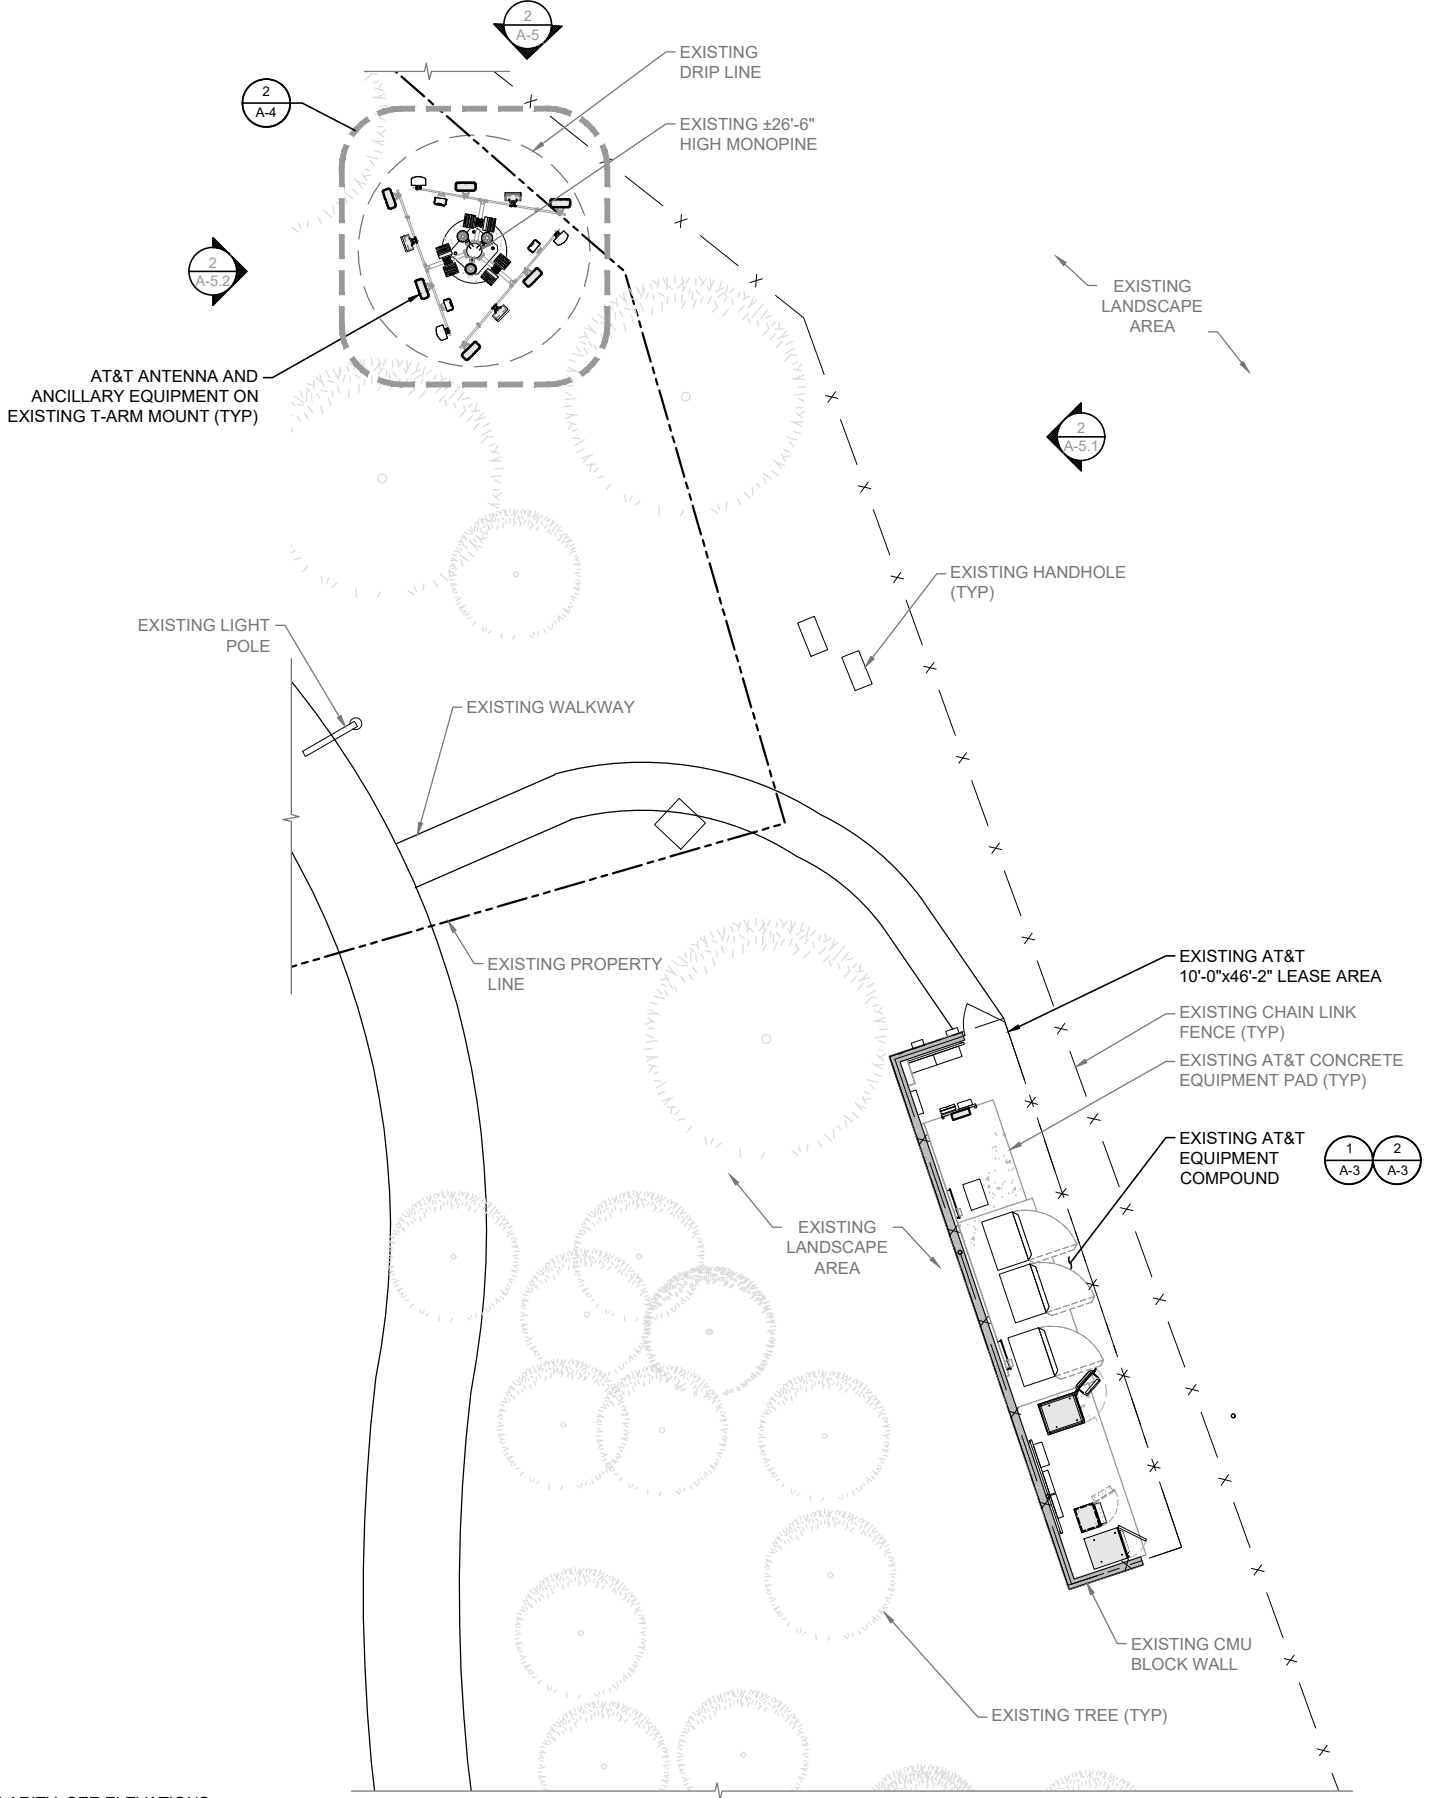 2
A-5
EXISTING
DRIP LINE
2
A-4
EXISTING ±26'-6"
HIGH MONOPINE
2
A-5.2
EXISTING
LANDSCAPE
AREA
AT&T ANTENNA AND
ANCILLARY EQUIPMENT ON
EXISTING T-ARM MOUNT (TYP)
2
A-5.1
EXISTING HANDHOLE
(TYP)
EXISTING LIGHT
POLE
EXISTING WALKWAY
EXISTING PROPERTY
LINE
EXISTING AT&T
10'-0"x46'-2" LEASE AREA
EXISTING CHAIN LINK
FENCE (TYP)
EXISTING AT&T CONCRETE
EQUIPMENT PAD (TYP)
EXISTING AT&T
EQUIPMENT
COMPOUND
1
A-3
2
A-3
EXISTING
LANDSCAPE
AREA
EXISTING CMU
BLOCK WALL
EXISTING TREE (TYP)